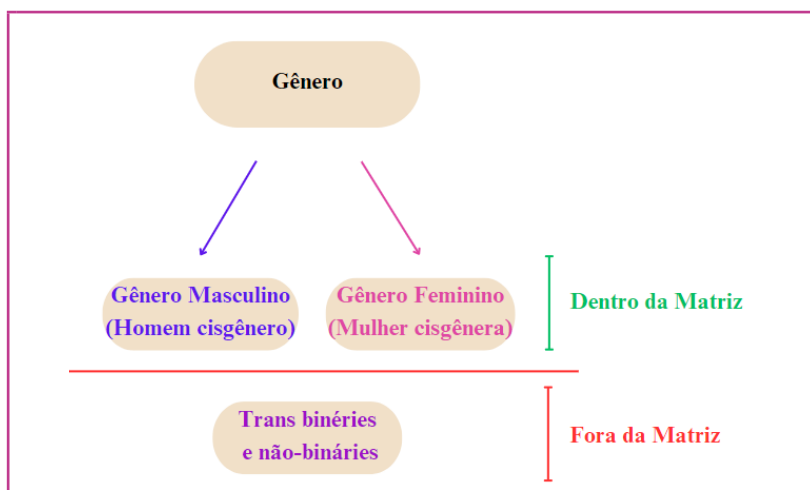 Gênero
Gênero Masculino
(Homem cisgênero)
Gênero Feminino
(Mulher cisgênera)
Dentro da Matriz
Trans binéries
e não-bináries
Fora da Matriz